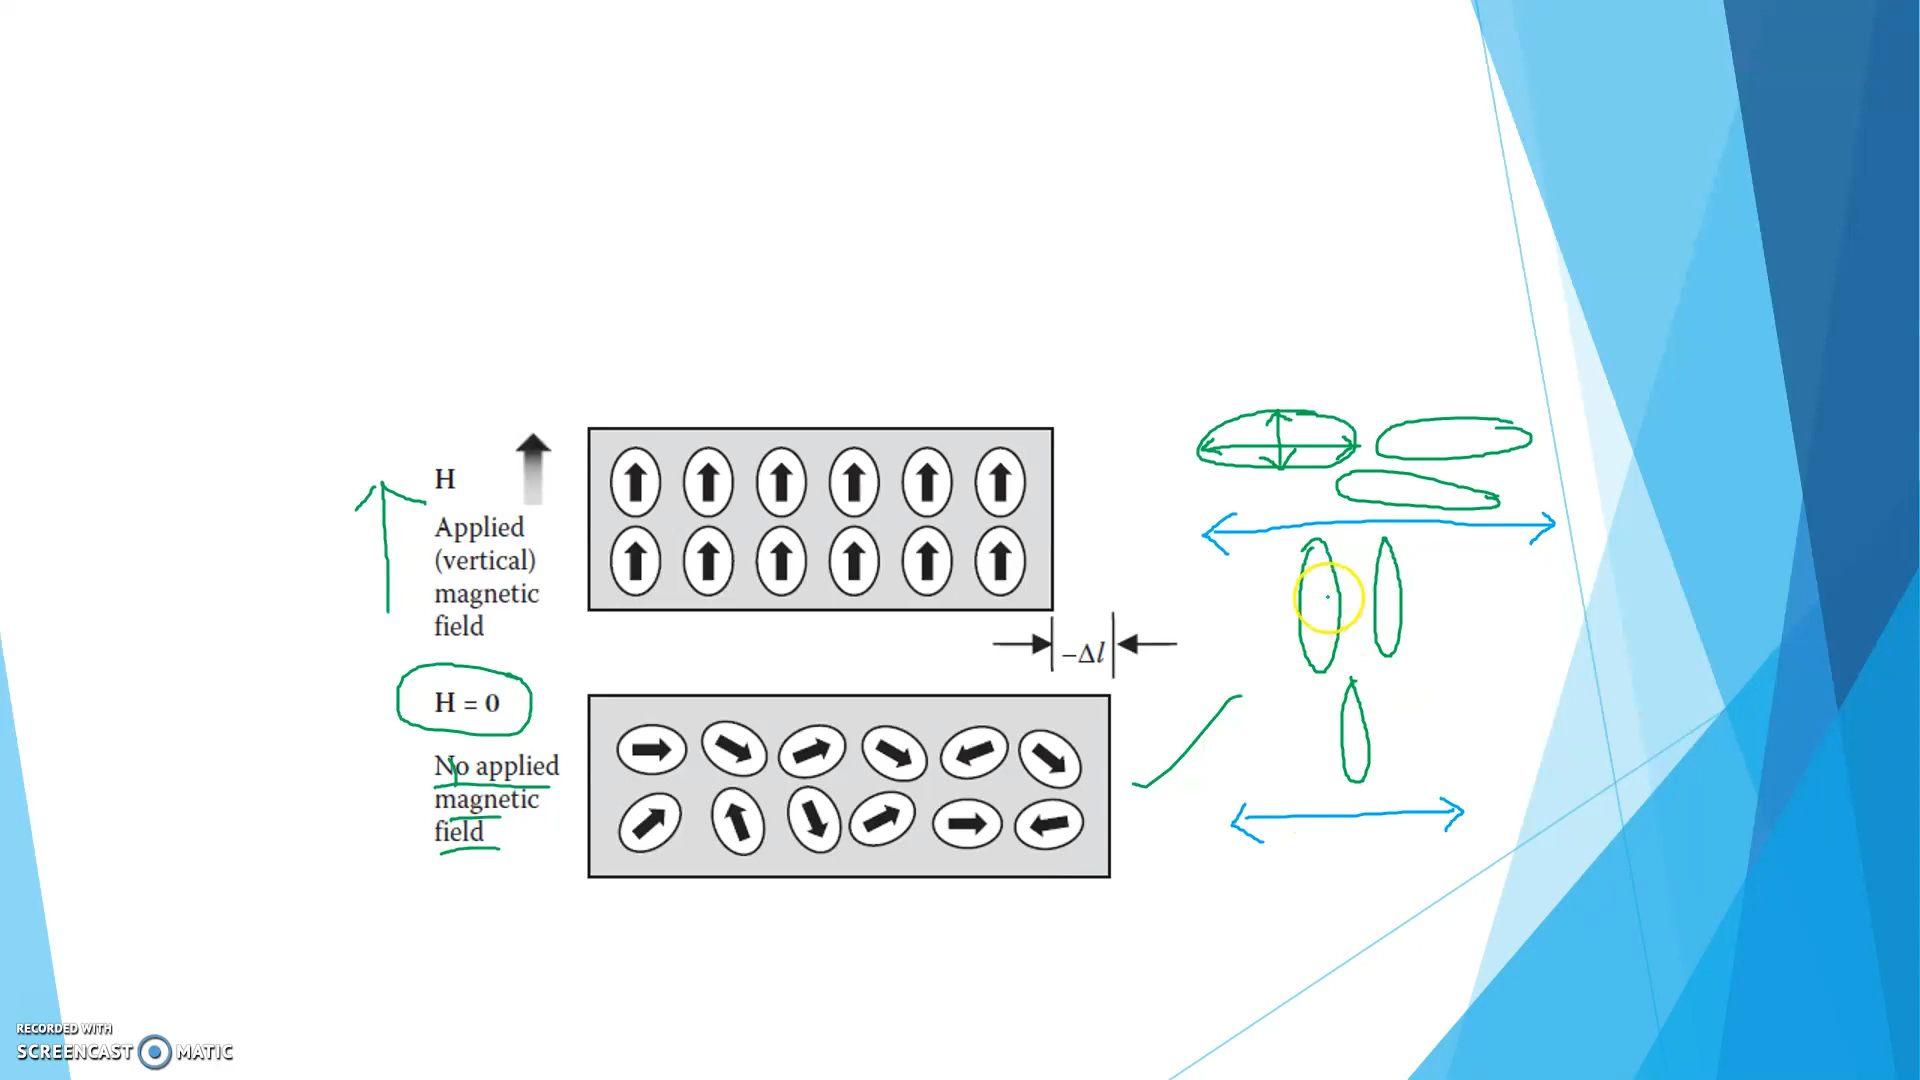 H
Applied
(vertical)
magnetic
field
−Δl
H = 0
No applied
magnetic
field
RECORDED WITH
SCREENCAST MATIC